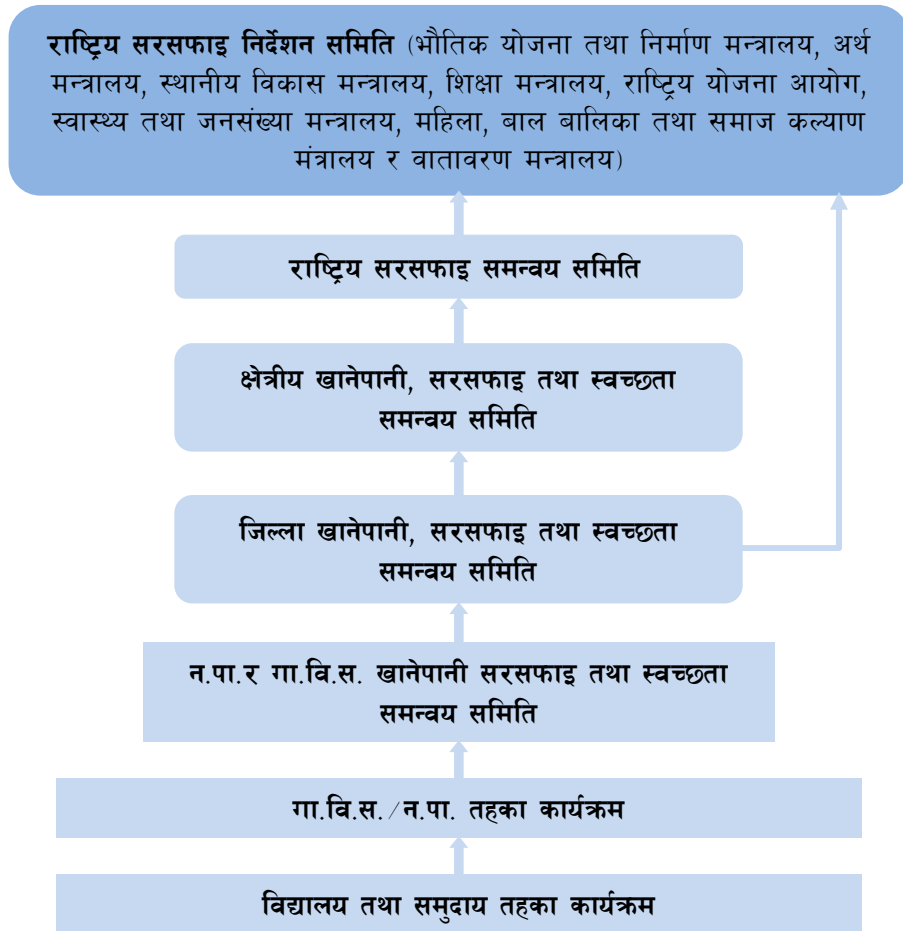 राष्ट्रिय सरसफाइ निर्देशन समिति (भौतिक योजना तथा निर्माण मन्त्रालय, अर्थ
मन्त्रालय, स्थानीय विकास मन्त्रालय, शिक्षा मन्त्रालय, राष्ट्रिय योजना आयोग,
स्वास्थ्य तथा जनसंख्या मन्त्रालय, महिला, बाल बालिका तथा समाज कल्याण
मंत्रालय र वातावरण मन्त्रालय)
राष्ट्रिय सरसफाइ समन्वय समिति
क्षेत्रीय खानेपानी, सरसफाइ तथा स्वच्छता
समन्वय समिति
जिल्ला खानेपानी, सरसफाइ तथा स्वच्छता
समन्वय समिति
न.पा.र गा.वि.स. खानेपानी सरसफाइ तथा स्वच्छता
समन्वय समिति
गा.वि.स./न.पा. तहका कार्यक्रम
विद्यालय तथा समुदाय तहका कार्यक्रम